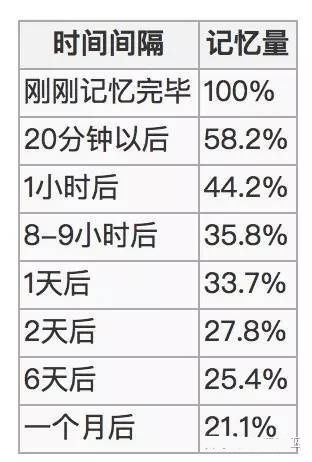 时间间隔 记忆量
刚刚记忆完毕 100%
20分钟以后 58.2%
1小时后 44.2%
8-9小时后 35.8%
1天后 33.7%
2天后 27.8%
6天后 25.4%
一个月后 21.1%